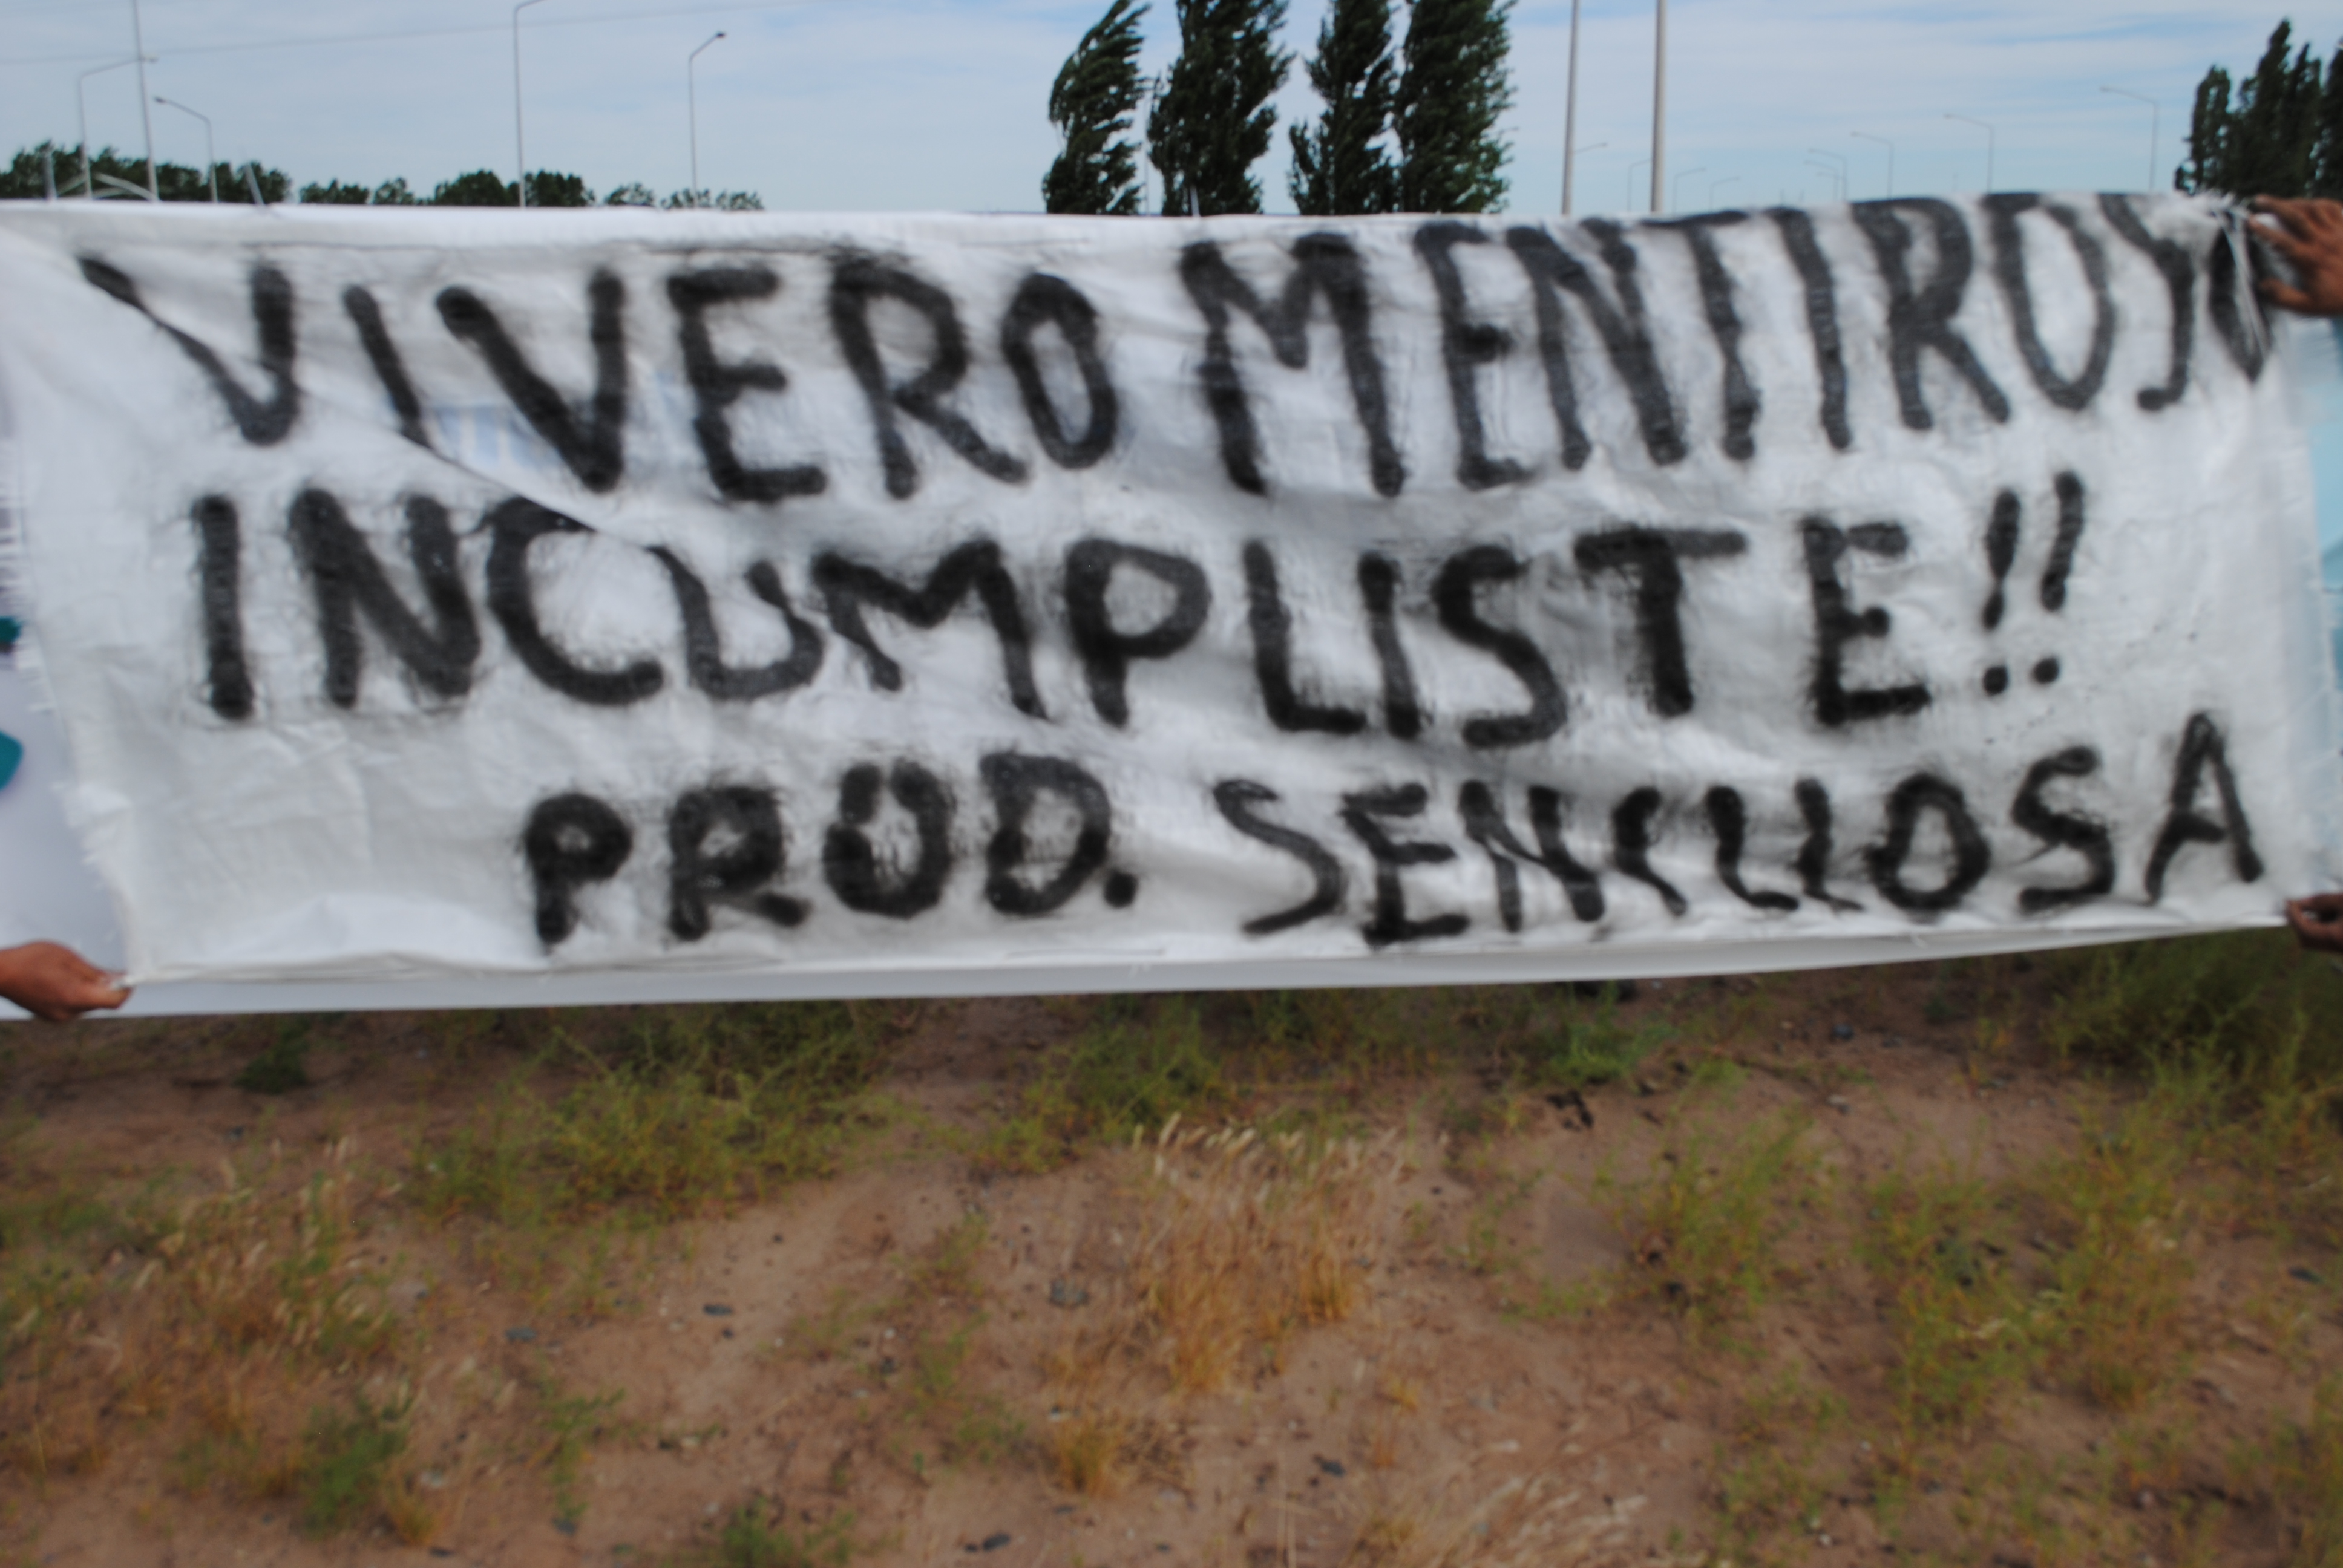 VIVERO MENTIROSO
INCUMPLISTE!!
PROD. SENILLOSA